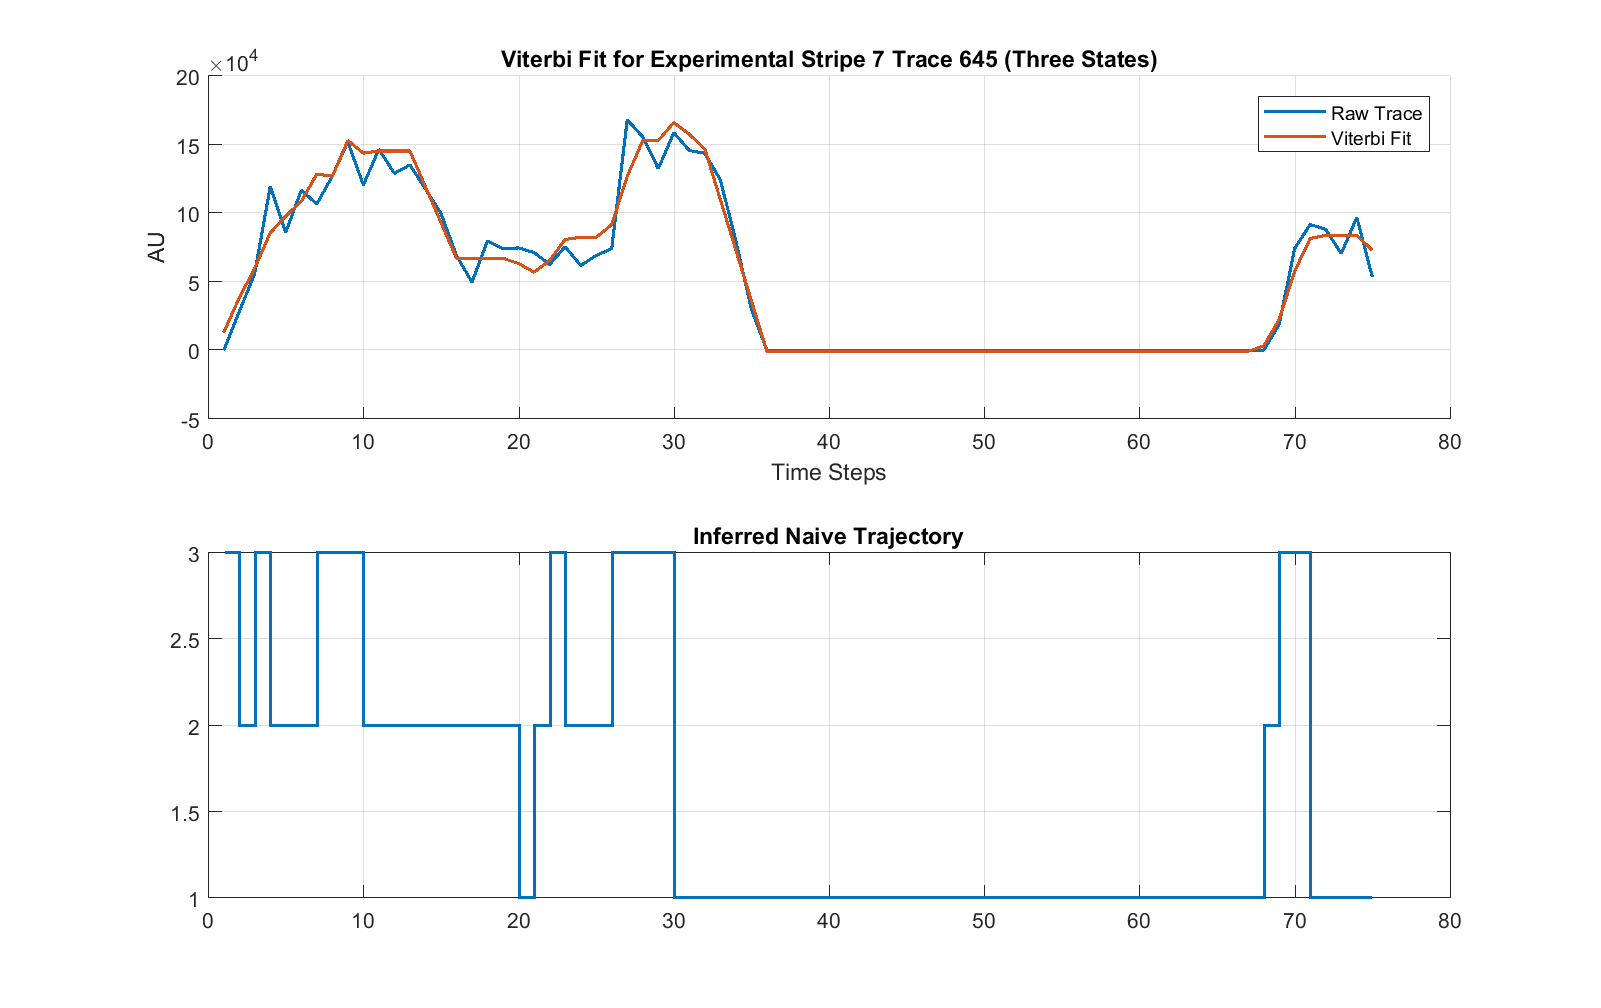 Viterbi Fit for Experimental Stripe 7 Trace 645 (Three States)
×10^4
20
15
10
5
0
-5
AU
Raw Trace
Viterbi Fit
0 10 20 30 40 50 60 70 80
Time Steps
Inferred Naive Trajectory
3
2.5
2
1.5
1
0 10 20 30 40 50 60 70 80